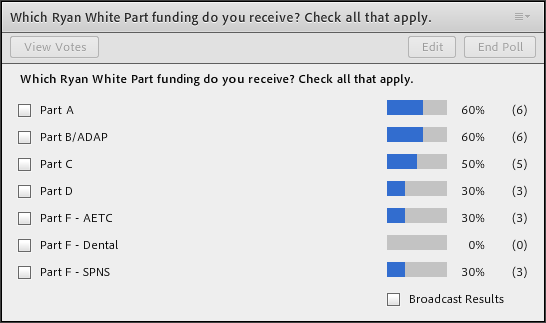 Which Ryan White Part funding do you receive? Check all that apply.
View Votes Edit End Poll
Which Ryan White Part funding do you receive? Check all that apply.
Part A 60% (6)
Part B/ADAP 60% (6)
Part C 50% (5)
Part D 30% (3)
Part F - AETC 30% (3)
Part F - Dental 0% (0)
Part F - SPNS 30% (3)
Broadcast Results